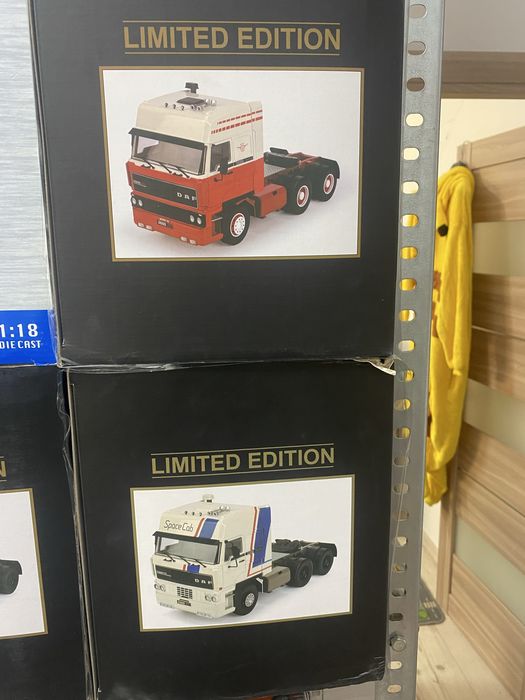 LIMITED EDITION
DAF
1:18
DIE CAST
LIMITED EDITION
Space Cab
DAF
N